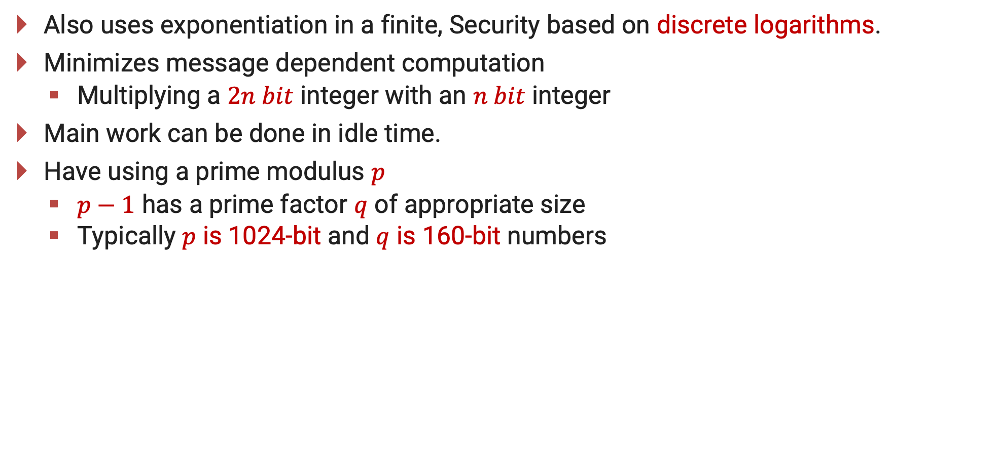 Also uses exponentiation in a finite, Security based on discrete logarithms.
Minimizes message dependent computation
Multiplying a 2n bit integer with an n bit integer
Main work can be done in idle time.
Have using a prime modulus p
p − 1 has a prime factor q of appropriate size
Typically p is 1024-bit and q is 160-bit numbers